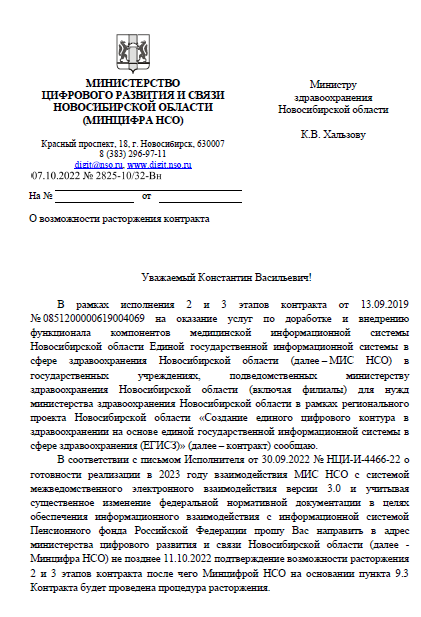 МИНИСТЕРСТВО
ЦИФРОВОГО РАЗВИТИЯ И СВЯЗИ
НОВОСИБИРСКОЙ ОБЛАСТИ
(МИНЦИФРА НСО)
Красный проспект, 18, г. Новосибирск, 630007
8 (383) 296-97-11
digit@nso.ru, www.digit.nso.ru
07.10.2022 № 2825-10/32-Вн
На № от
О возможности расторжения контракта
Министру
здравоохранения
Новосибирской области
К.В. Хальзову
Уважаемый Константин Васильевич!
В рамках исполнения 2 и 3 этапов контракта от 13.09.2019
№ 0851200000619004069 на оказание услуг по доработке и внедрению
функционала компонентов медицинской информационной системы
Новосибирской области Единой государственной информационной системы в
сфере здравоохранения Новосибирской области (далее – МИС НСО) в
государственных учреждениях, подведомственных министерству
здравоохранения Новосибирской области (включая филиалы) для нужд
министерства здравоохранения Новосибирской области в рамках регионального
проекта Новосибирской области «Создание единого цифрового контура в
здравоохранении на основе единой государственной информационной системы в
сфере здравоохранения (ЕГИСЗ)» (далее – контракт) сообщаю.
В соответствии с письмом Исполнителя от 30.09.2022 № НЦИ-И-4466-22 о
готовности реализации в 2023 году взаимодействия МИС НСО с системой
межведомственного электронного взаимодействия версии 3.0 и учитывая
существенное изменение федеральной нормативной документации в целях
обеспечения информационного взаимодействия с информационной системой
Пенсионного фонда Российской Федерации прошу Вас направить в адрес
министерства цифрового развития и связи Новосибирской области (далее -
Минцифра НСО) не позднее 11.10.2022 подтверждение возможности расторжения
2 и 3 этапов контракта после чего Минцифрой НСО на основании пункта 9.3
Контракта будет проведена процедура расторжения.